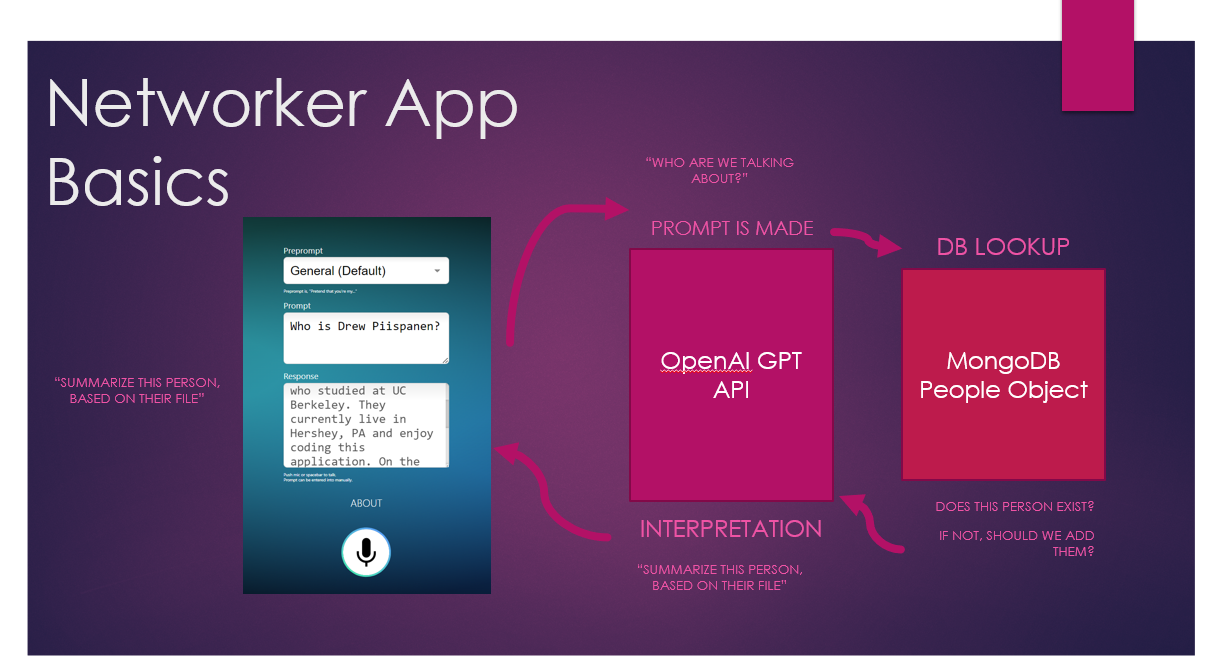 Networker App
Basics
“WHO ARE WE TALKING
ABOUT?”
PROMPT IS MADE
DB LOOKUP
Preprompt
General (Default)
Preprompt is, "Pretend that you're my..."
Prompt
Who is Drew Piispanen?
Response
who studied at UC
Berkeley. They
currently live in
Hershey, PA and enjoy
coding this
application. On the
Push mic or spacebar to talk.
Prompt can be entered into manually.
ABOUT
“SUMMARIZE THIS PERSON,
BASED ON THEIR FILE”
OpenAI GPT
API
MongoDB
People Object
DOES THIS PERSON EXIST?
IF NOT, SHOULD WE ADD
THEM?
INTERPRETATION
“SUMMARIZE THIS PERSON,
BASED ON THEIR FILE”